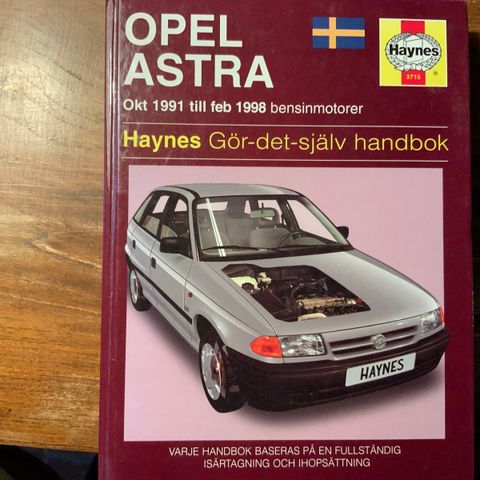 OPEL
ASTRA
Haynes
3715
®
Okt 1991 till feb 1998 bensinmotorer
Haynes Gör-det-själv handbok
HAYNES
VARJE HANDBOK BASERAS PÅ EN FULLSTÄNDIG
ISÄRTAGNING OCH IHOPSÄTTNING